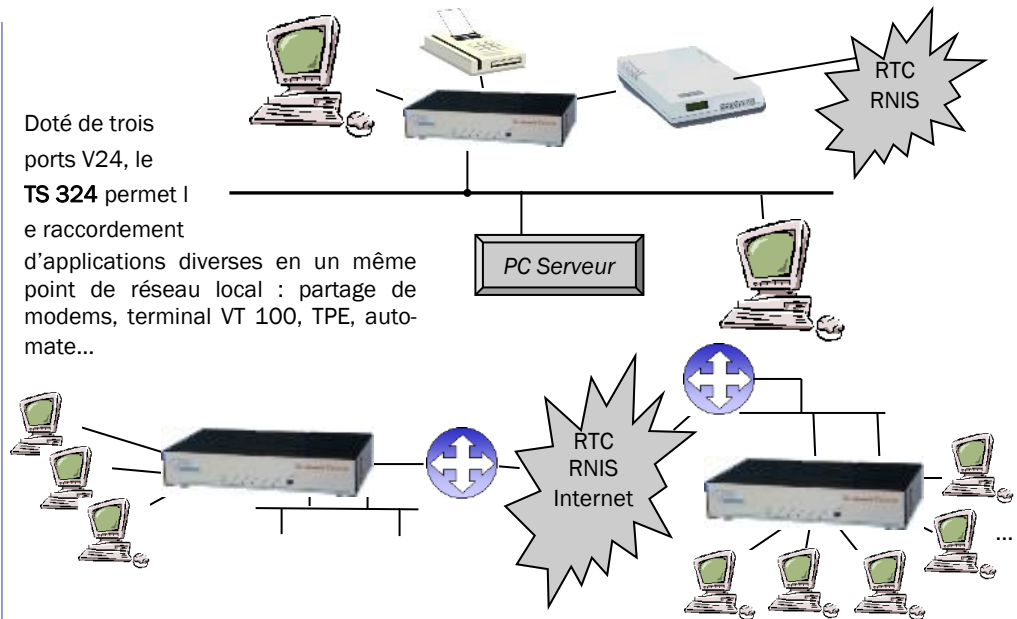 RTC
RNIS
Doté de trois
ports V24, le
TS 324 permet l
e raccordement
d'applications diverses en un même
point de réseau local : partage de
modems, terminal VT 100, TPE, auto-
mate...
PC Serveur
RTC
RNIS
Internet
...